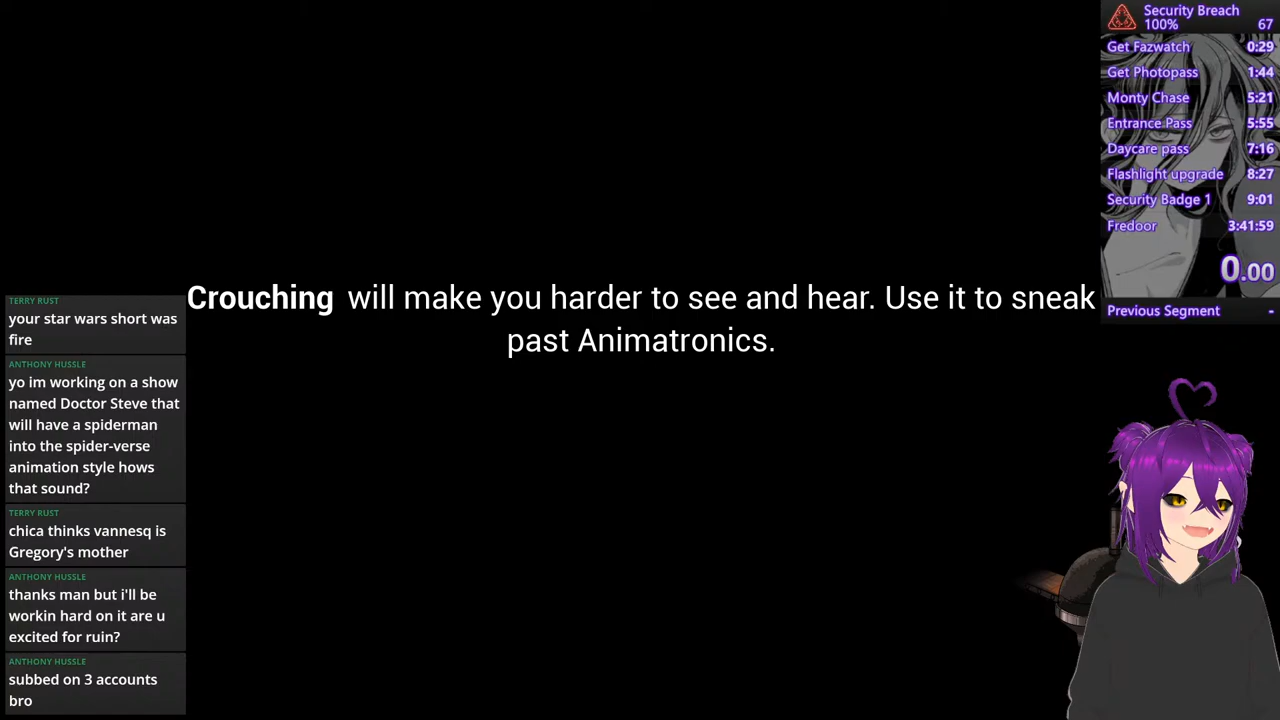 Security Breach
100% 67
Get Fazwatch 0:29
Get Photopass 1:44
Monty Chase 5:21
Entrance Pass 5:55
Daycare pass 7:16
Flashlight upgrade 8:27
Security Badge 1 9:01
Fredoor 3:41:59
0.00
Previous Segment -
Crouching will make you harder to see and hear. Use it to sneak
past Animatronics.
TERRY RUST
your star wars short was
fire
ANTHONY HUSSLE
yo im working on a show
named Doctor Steve that
will have a spiderman
into the spider-verse
animation style hows
that sound?
TERRY RUST
chica thinks vannesq is
Gregory's mother
ANTHONY HUSSLE
thanks man but i'll be
workin hard on it are u
excited for ruin?
ANTHONY HUSSLE
subbed on 3 accounts
bro